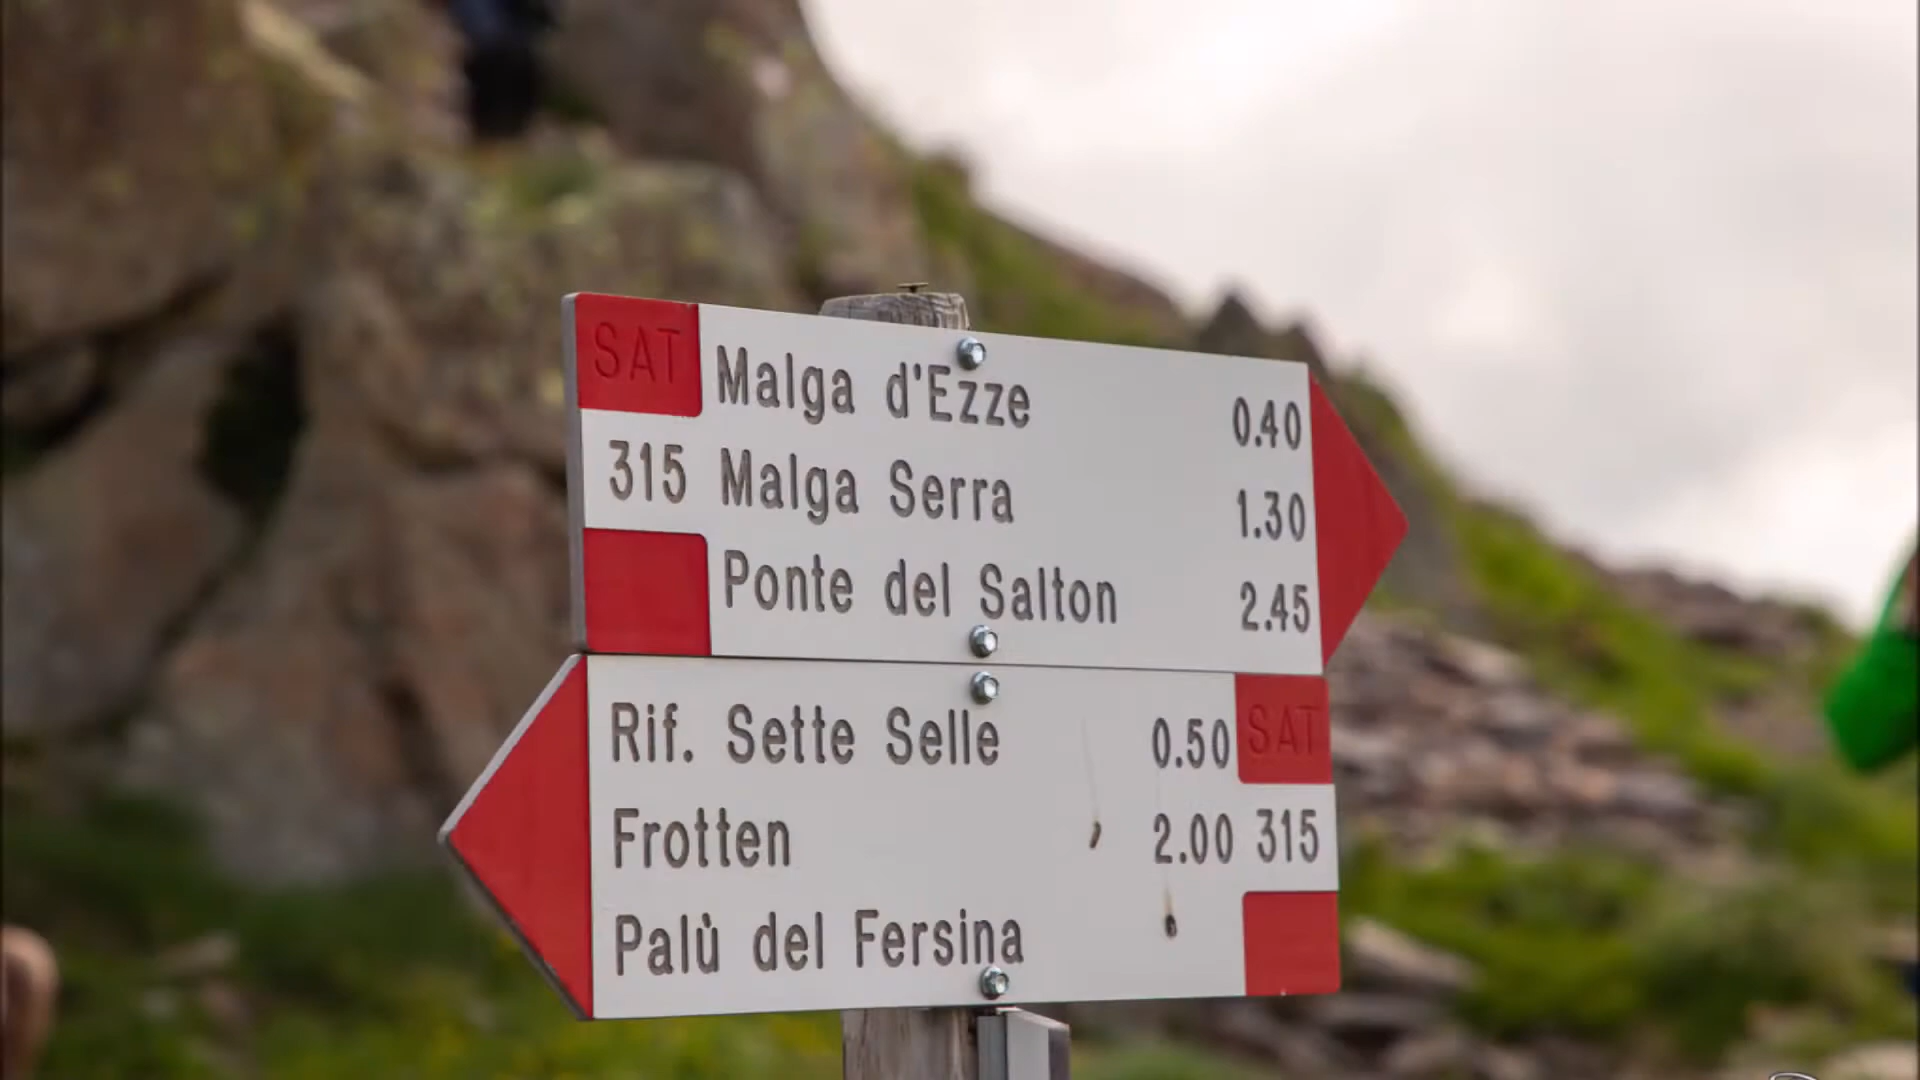 SAT Malga d'Ezze 0.40
315 Malga Serra 1.30
Ponte del Salton 2.45
Rif. Sette Selle 0.50 SAT
Frotten 2.00 315
Palù del Fersina